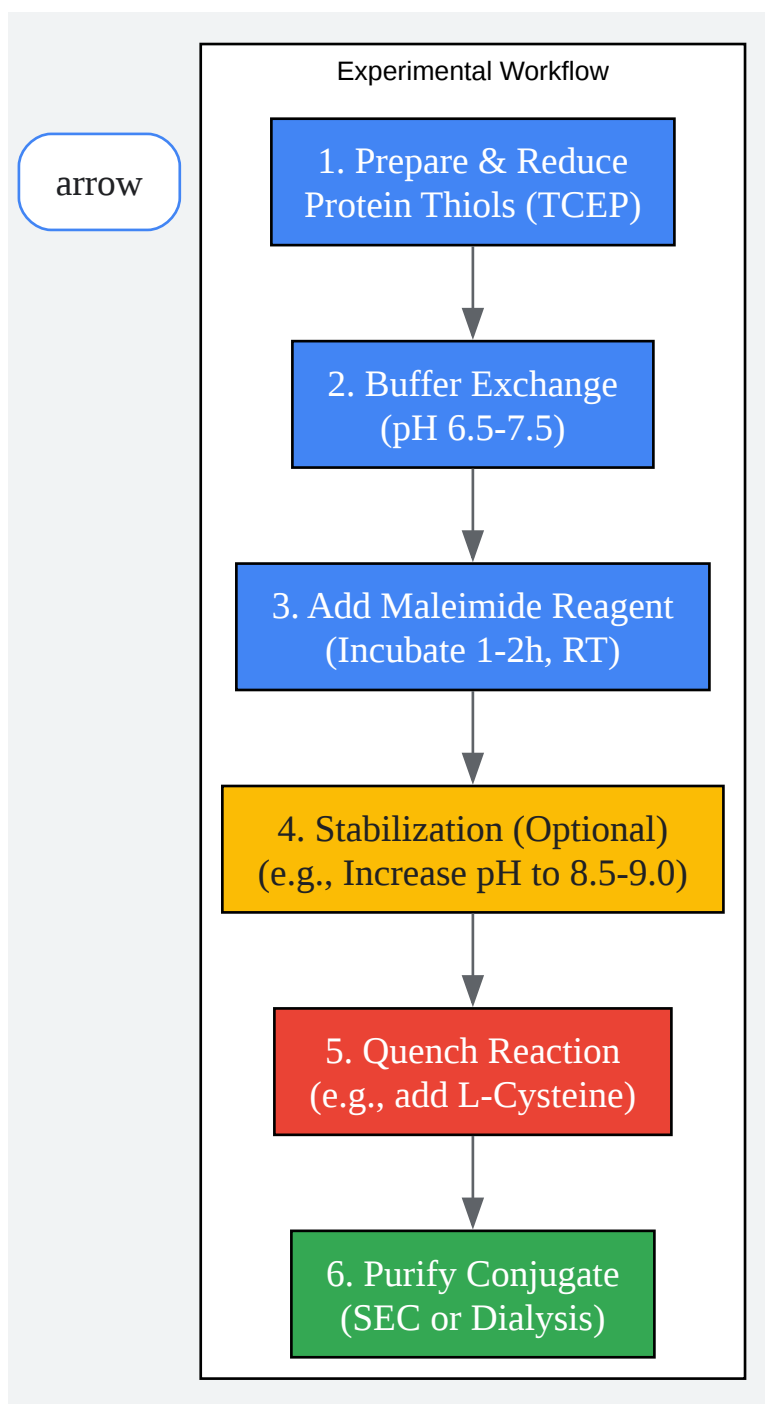 Experimental Workflow
arrow
1. Prepare & Reduce
Protein Thiols (TCEP)
2. Buffer Exchange
(pH 6.5-7.5)
3. Add Maleimide Reagent
(Incubate 1-2h, RT)
4. Stabilization (Optional)
(e.g., Increase pH to 8.5-9.0)
5. Quench Reaction
(e.g., add L-Cysteine)
6. Purify Conjugate
(SEC or Dialysis)